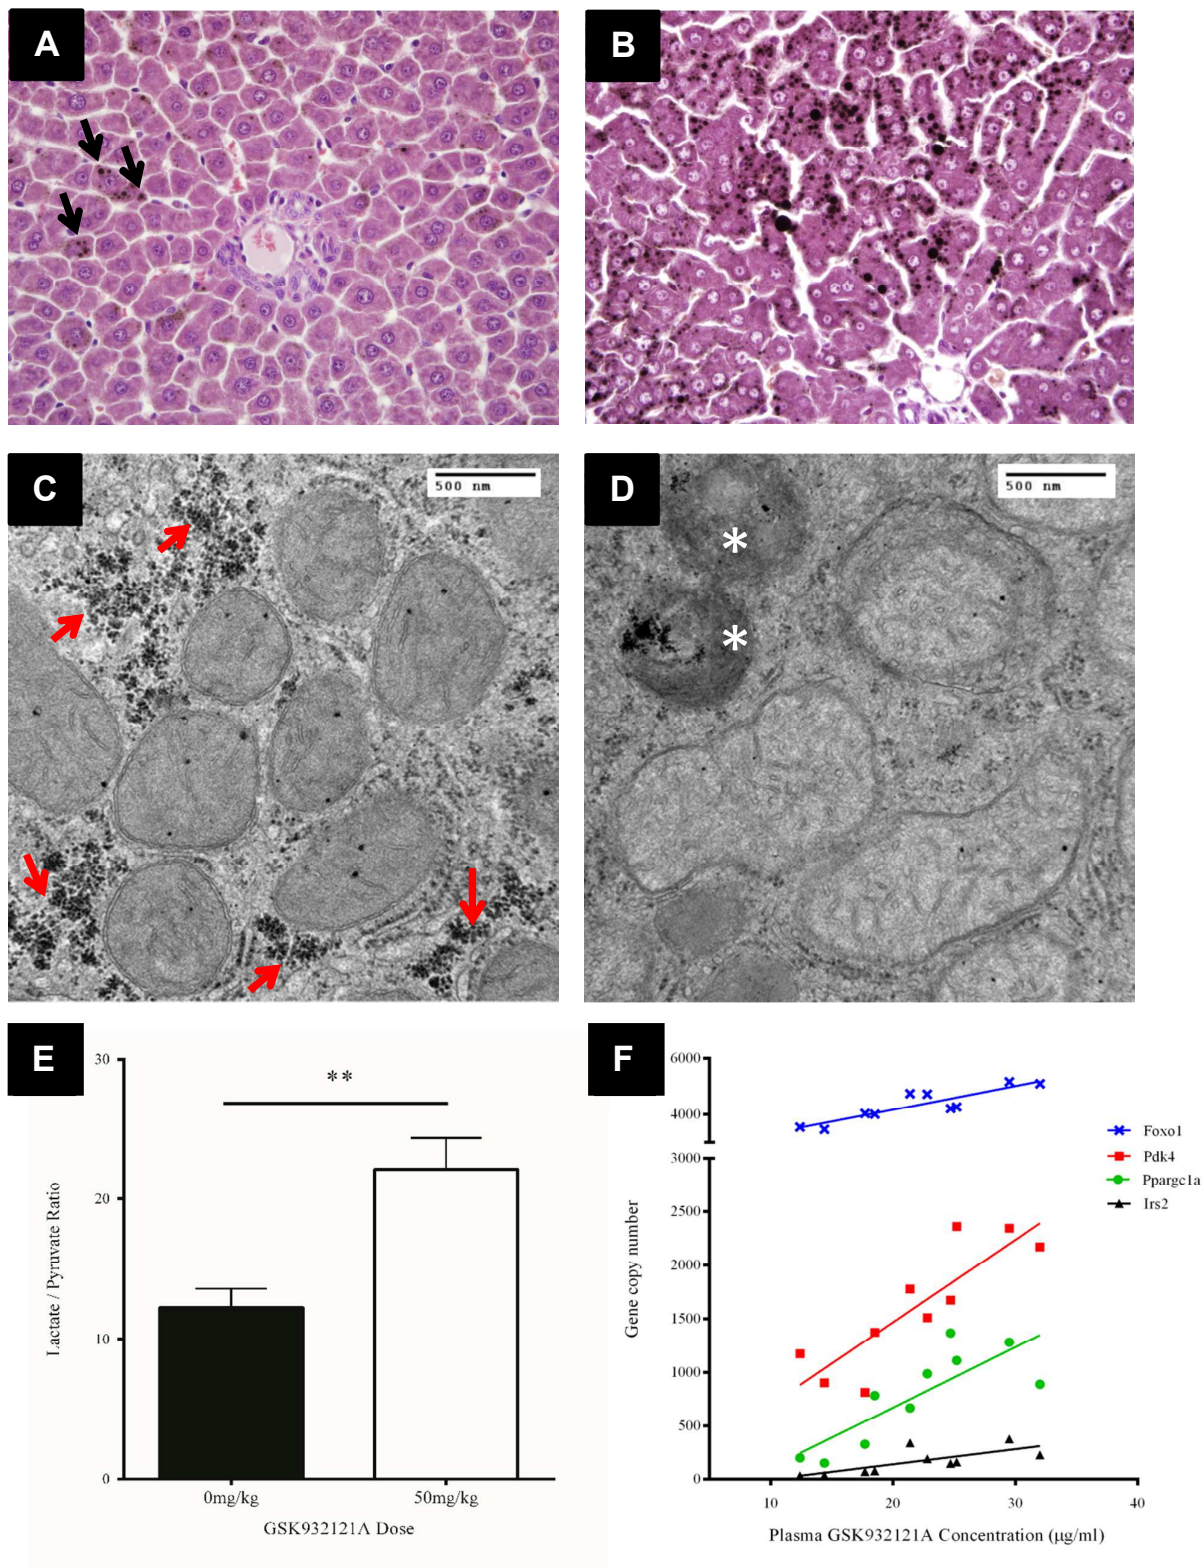 A
B
C
500 nm
D
500 nm
*
*
E
30
20
10
0
**
Lactate / Pyruvate Ratio
0mg/kg
50mg/kg
GSK932121A Dose
F
6000
4000
3000
2500
2000
1500
1000
500
0
Gene copy number
10
20
30
40
Plasma GSK932121A Concentration (µg/ml)
Foxo1
Pdk4
Ppargc1a
Irs2